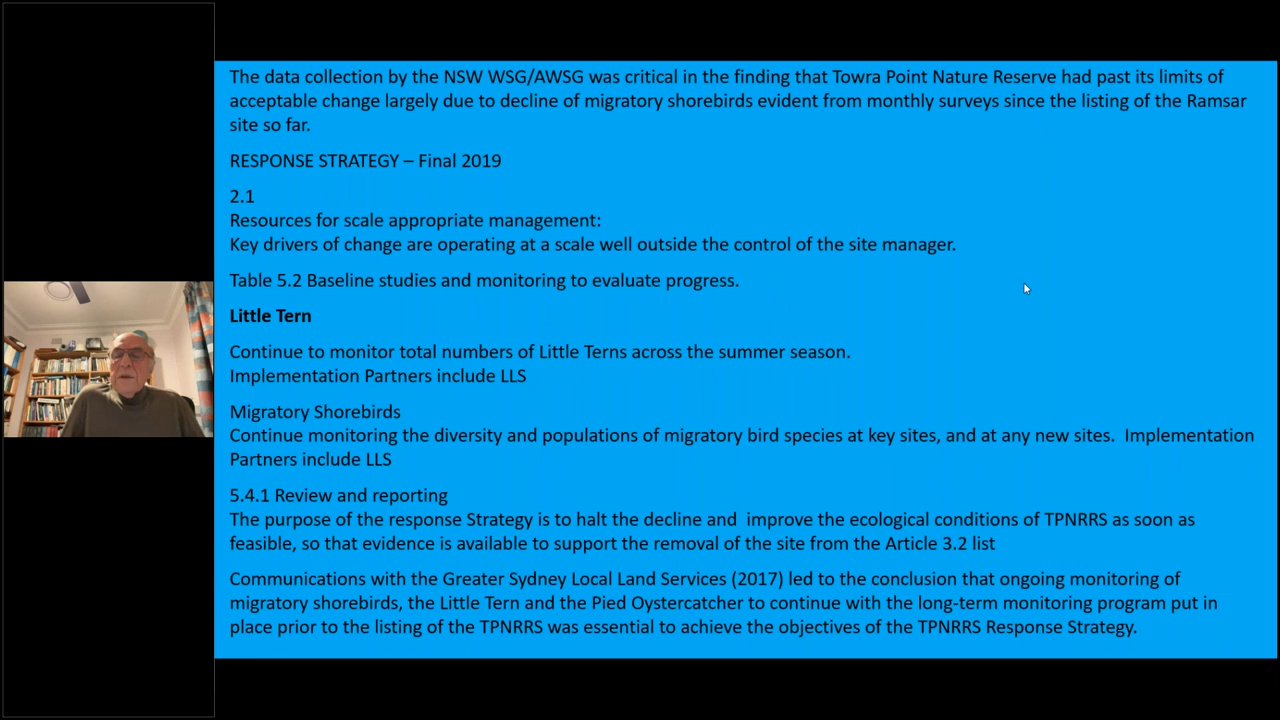 The data collection by the NSW WSG/AWSG was critical in the finding that Towra Point Nature Reserve had past its limits of
acceptable change largely due to decline of migratory shorebirds evident from monthly surveys since the listing of the Ramsar
site so far.
RESPONSE STRATEGY – Final 2019
2.1
Resources for scale appropriate management:
Key drivers of change are operating at a scale well outside the control of the site manager.
Table 5.2 Baseline studies and monitoring to evaluate progress.
Little Tern
Continue to monitor total numbers of Little Terns across the summer season.
Implementation Partners include LLS
Migratory Shorebirds
Continue monitoring the diversity and populations of migratory bird species at key sites, and at any new sites.  Implementation
Partners include LLS
5.4.1 Review and reporting
The purpose of the response Strategy is to halt the decline and  improve the ecological conditions of TPNRRS as soon as
feasible, so that evidence is available to support the removal of the site from the Article 3.2 list
Communications with the Greater Sydney Local Land Services (2017) led to the conclusion that ongoing monitoring of
migratory shorebirds, the Little Tern and the Pied Oystercatcher to continue with the long-term monitoring program put in
place prior to the listing of the TPNRRS was essential to achieve the objectives of the TPNRRS Response Strategy.